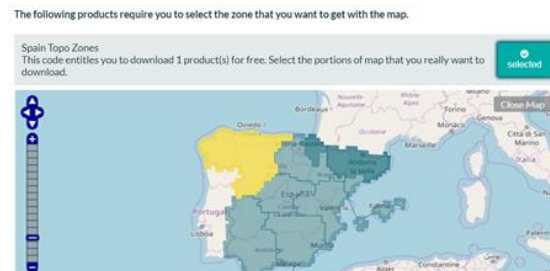 The following products require you to select the zone that you want to get with the map.
Spain Topo Zones
This code entitles you to download 1 product(s) for free. Select the portions of map that you really want to
download.
selected
Close Map
Bordeaux
Torino
Genova
Monaco
Oviedo
Marseille
Città di San
Marino
Italia
Andorra
la Vella
España
Portugal
Lisboa
Palermo
Constantine